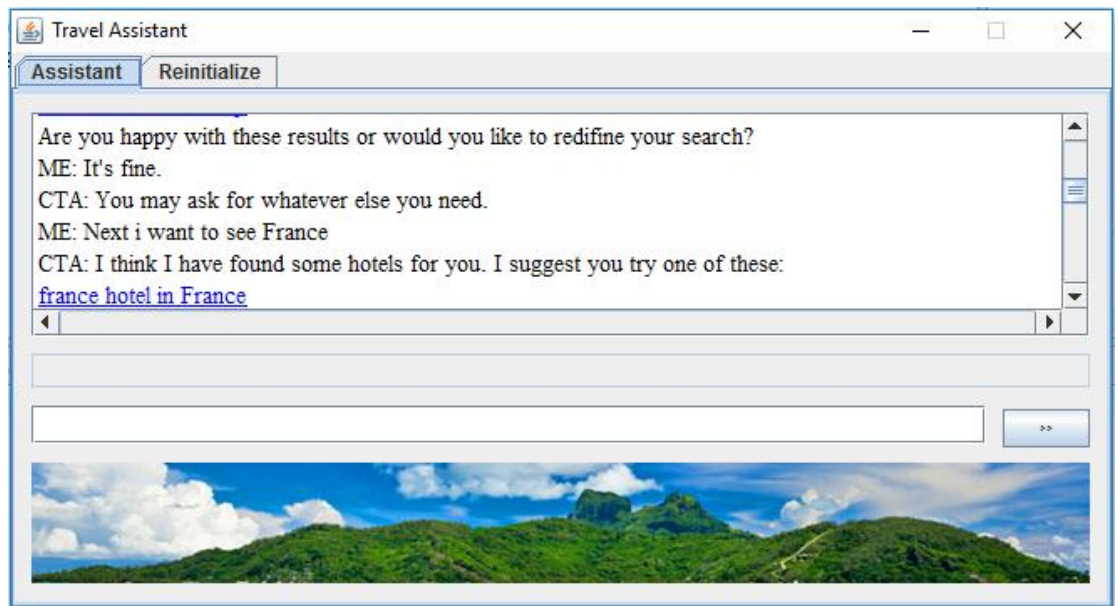 Travel Assistant
Assistant
Reinitialize
Are you happy with these results or would you like to redifine your search?
ME: It's fine.
CTA: You may ask for whatever else you need.
ME: Next i want to see France
CTA: I think I have found some hotels for you. I suggest you try one of these:
france hotel in France
>>